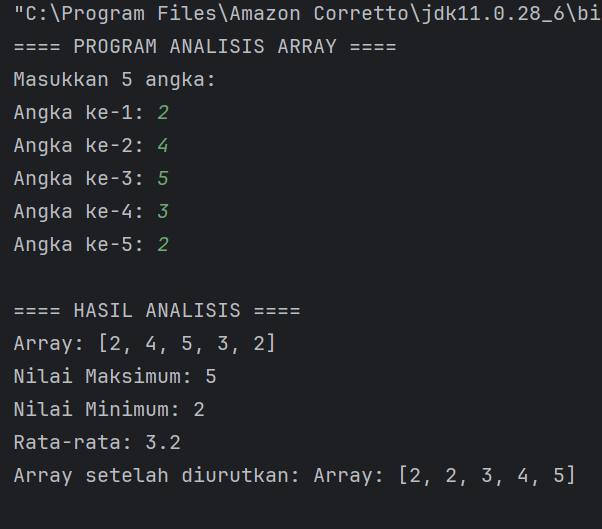 "C:\Program Files\Amazon Corretto\jdk11.0.28_6\bi
==== PROGRAM ANALISIS ARRAY ====
Masukkan 5 angka:
Angka ke-1: 2
Angka ke-2: 4
Angka ke-3: 5
Angka ke-4: 3
Angka ke-5: 2
==== HASIL ANALISIS ====
Array: [2, 4, 5, 3, 2]
Nilai Maksimum: 5
Nilai Minimum: 2
Rata-rata: 3.2
Array setelah diurutkan: Array: [2, 2, 3, 4, 5]